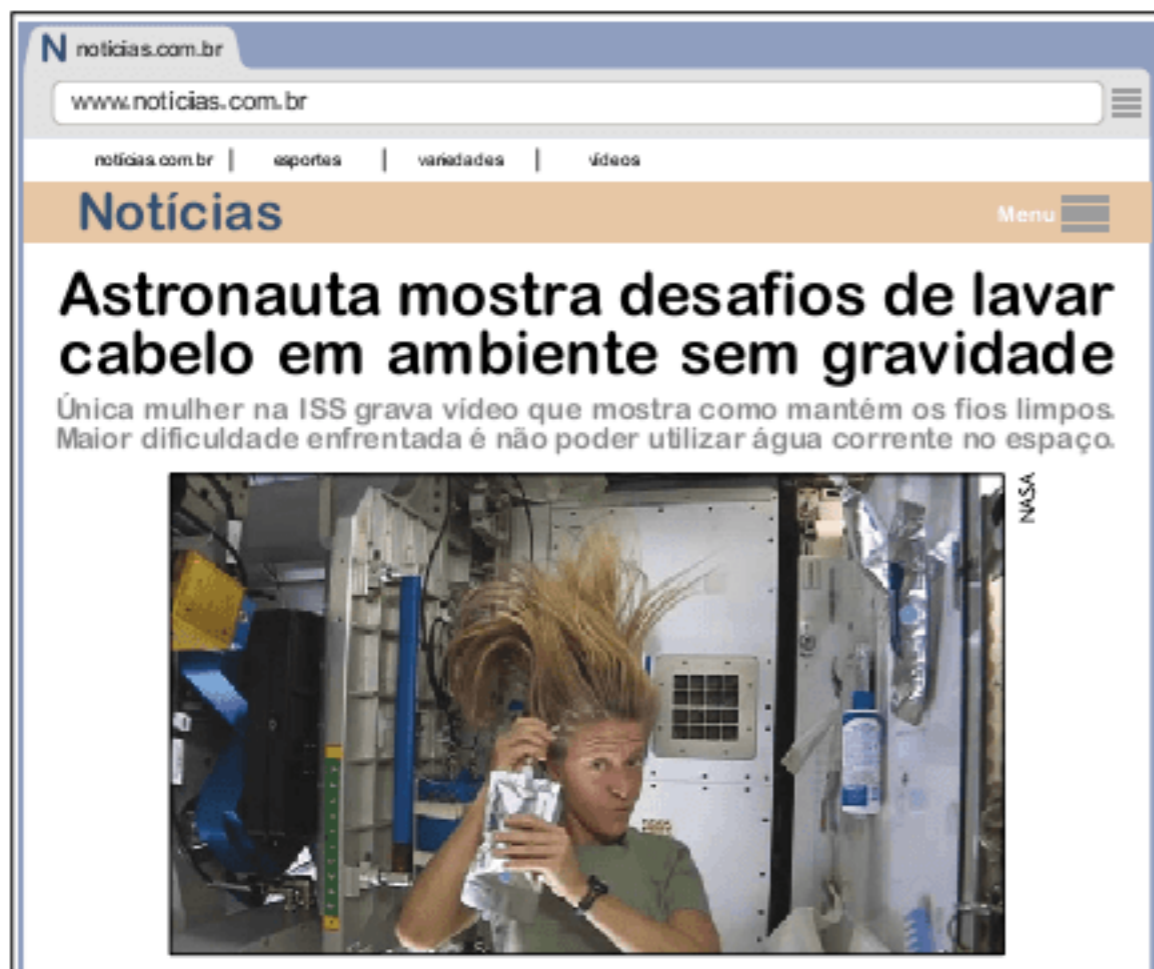 N noticias.com.br
www.noticias.com.br
notícias.com.br | esportes | variedades | vídeos
Notícias
Menu
Astronauta mostra desafios de lavar
cabelo em ambiente sem gravidade
Única mulher na ISS grava vídeo que mostra como mantém os fios limpos.
Maior dificuldade enfrentada é não poder utilizar água corrente no espaço.
NASA